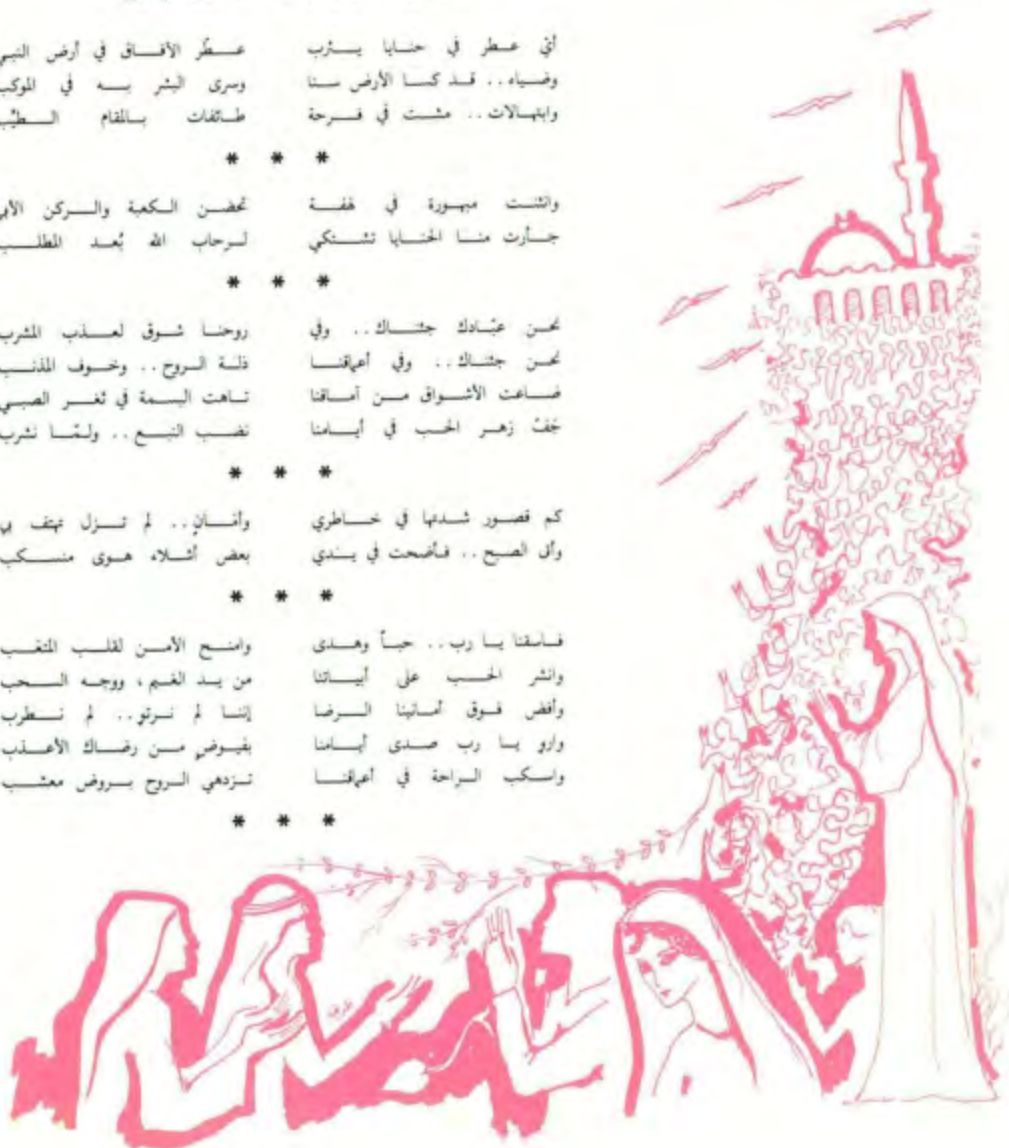 أيّ عطر في حنايا يثرب عطّر الآفاق في أرض النبي
وضياء.. قد كسا الأرض سنا وسرى البشر به في الموكب
وابتهالات.. مشت في فرحة طائفات بالمقام الطيّب
* * *
وانثنت مبهورة في لهفة تحضن الكعبة والركن الأبي
جأرت منا الحنايا تشتكي لرحاب الله بُعد المطلب
* * *
نحن عبّادك جئناك.. وفي روحنا شوق لعذب المشرب
نحن جئناك.. وفي أعماقنا ذلة الروح.. وخوف المذنب
ضاعت الأشواق من آماقنا تاهت البسمة في ثغر الصبي
جَفّ زهر الحب في أيامنا نضب النبع.. ولمّا نشرب
* * *
كم قصور شدتها في خاطري وأمانٍ.. لم تزل تهتف بي
وأتى الصبح.. فأضحت في يدي بعض أشلاء هوى منسكب
* * *
فاسقنا يا رب.. حباً وهدى وامنح الأمن لقلب المتعب
وانشر الحب على أبياتنا من يد الغيم، ووجه السحب
وأفض فوق أمانينا الرضا إننا لم نرتو.. لم نطرب
وارو يا رب صدى أيامنا بفيوضٍ من رضاك الأعذب
واسكب الراحة في أعماقنا تزدهي الروح بروض معشب
* * *